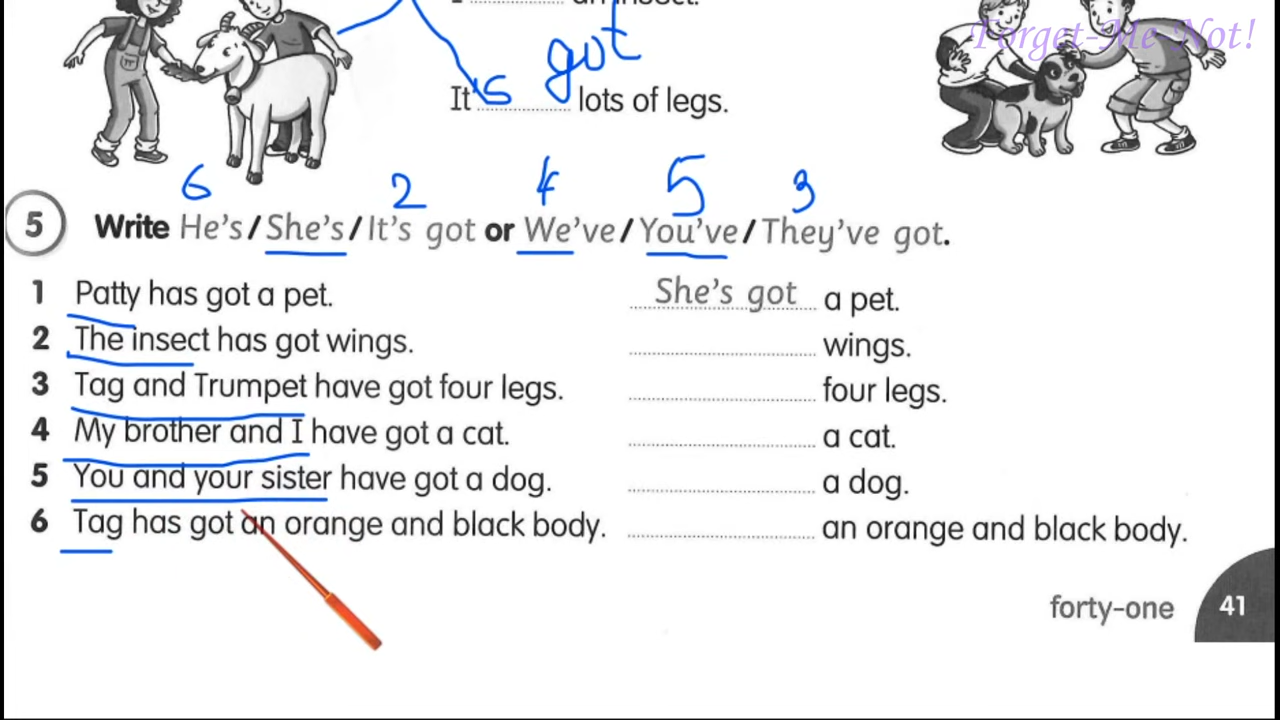 Forget-Me Not!
an insect.
got
It's lots of legs.
6 2 4 5 3
5 Write He's / She's / It's got or We've / You've / They've got.
1 Patty has got a pet. She's got a pet.
2 The insect has got wings. .................... wings.
3 Tag and Trumpet have got four legs. .................... four legs.
4 My brother and I have got a cat. .................... a cat.
5 You and your sister have got a dog. .................... a dog.
6 Tag has got an orange and black body. .................... an orange and black body.
forty-one 41